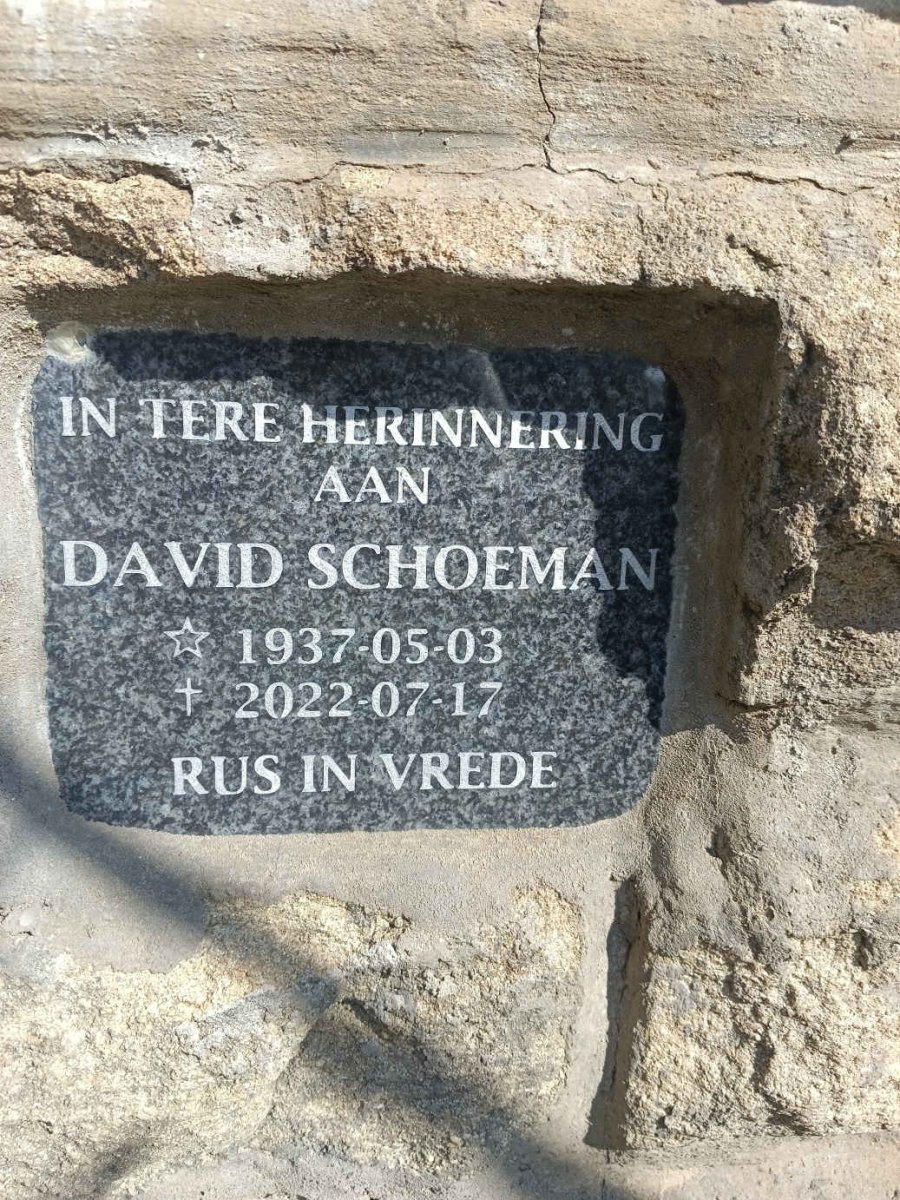 IN TERE HERINNERING
AAN
DAVID SCHOEMAN
☆ 1937-05-03
✝ 2022-07-17
RUS IN VREDE